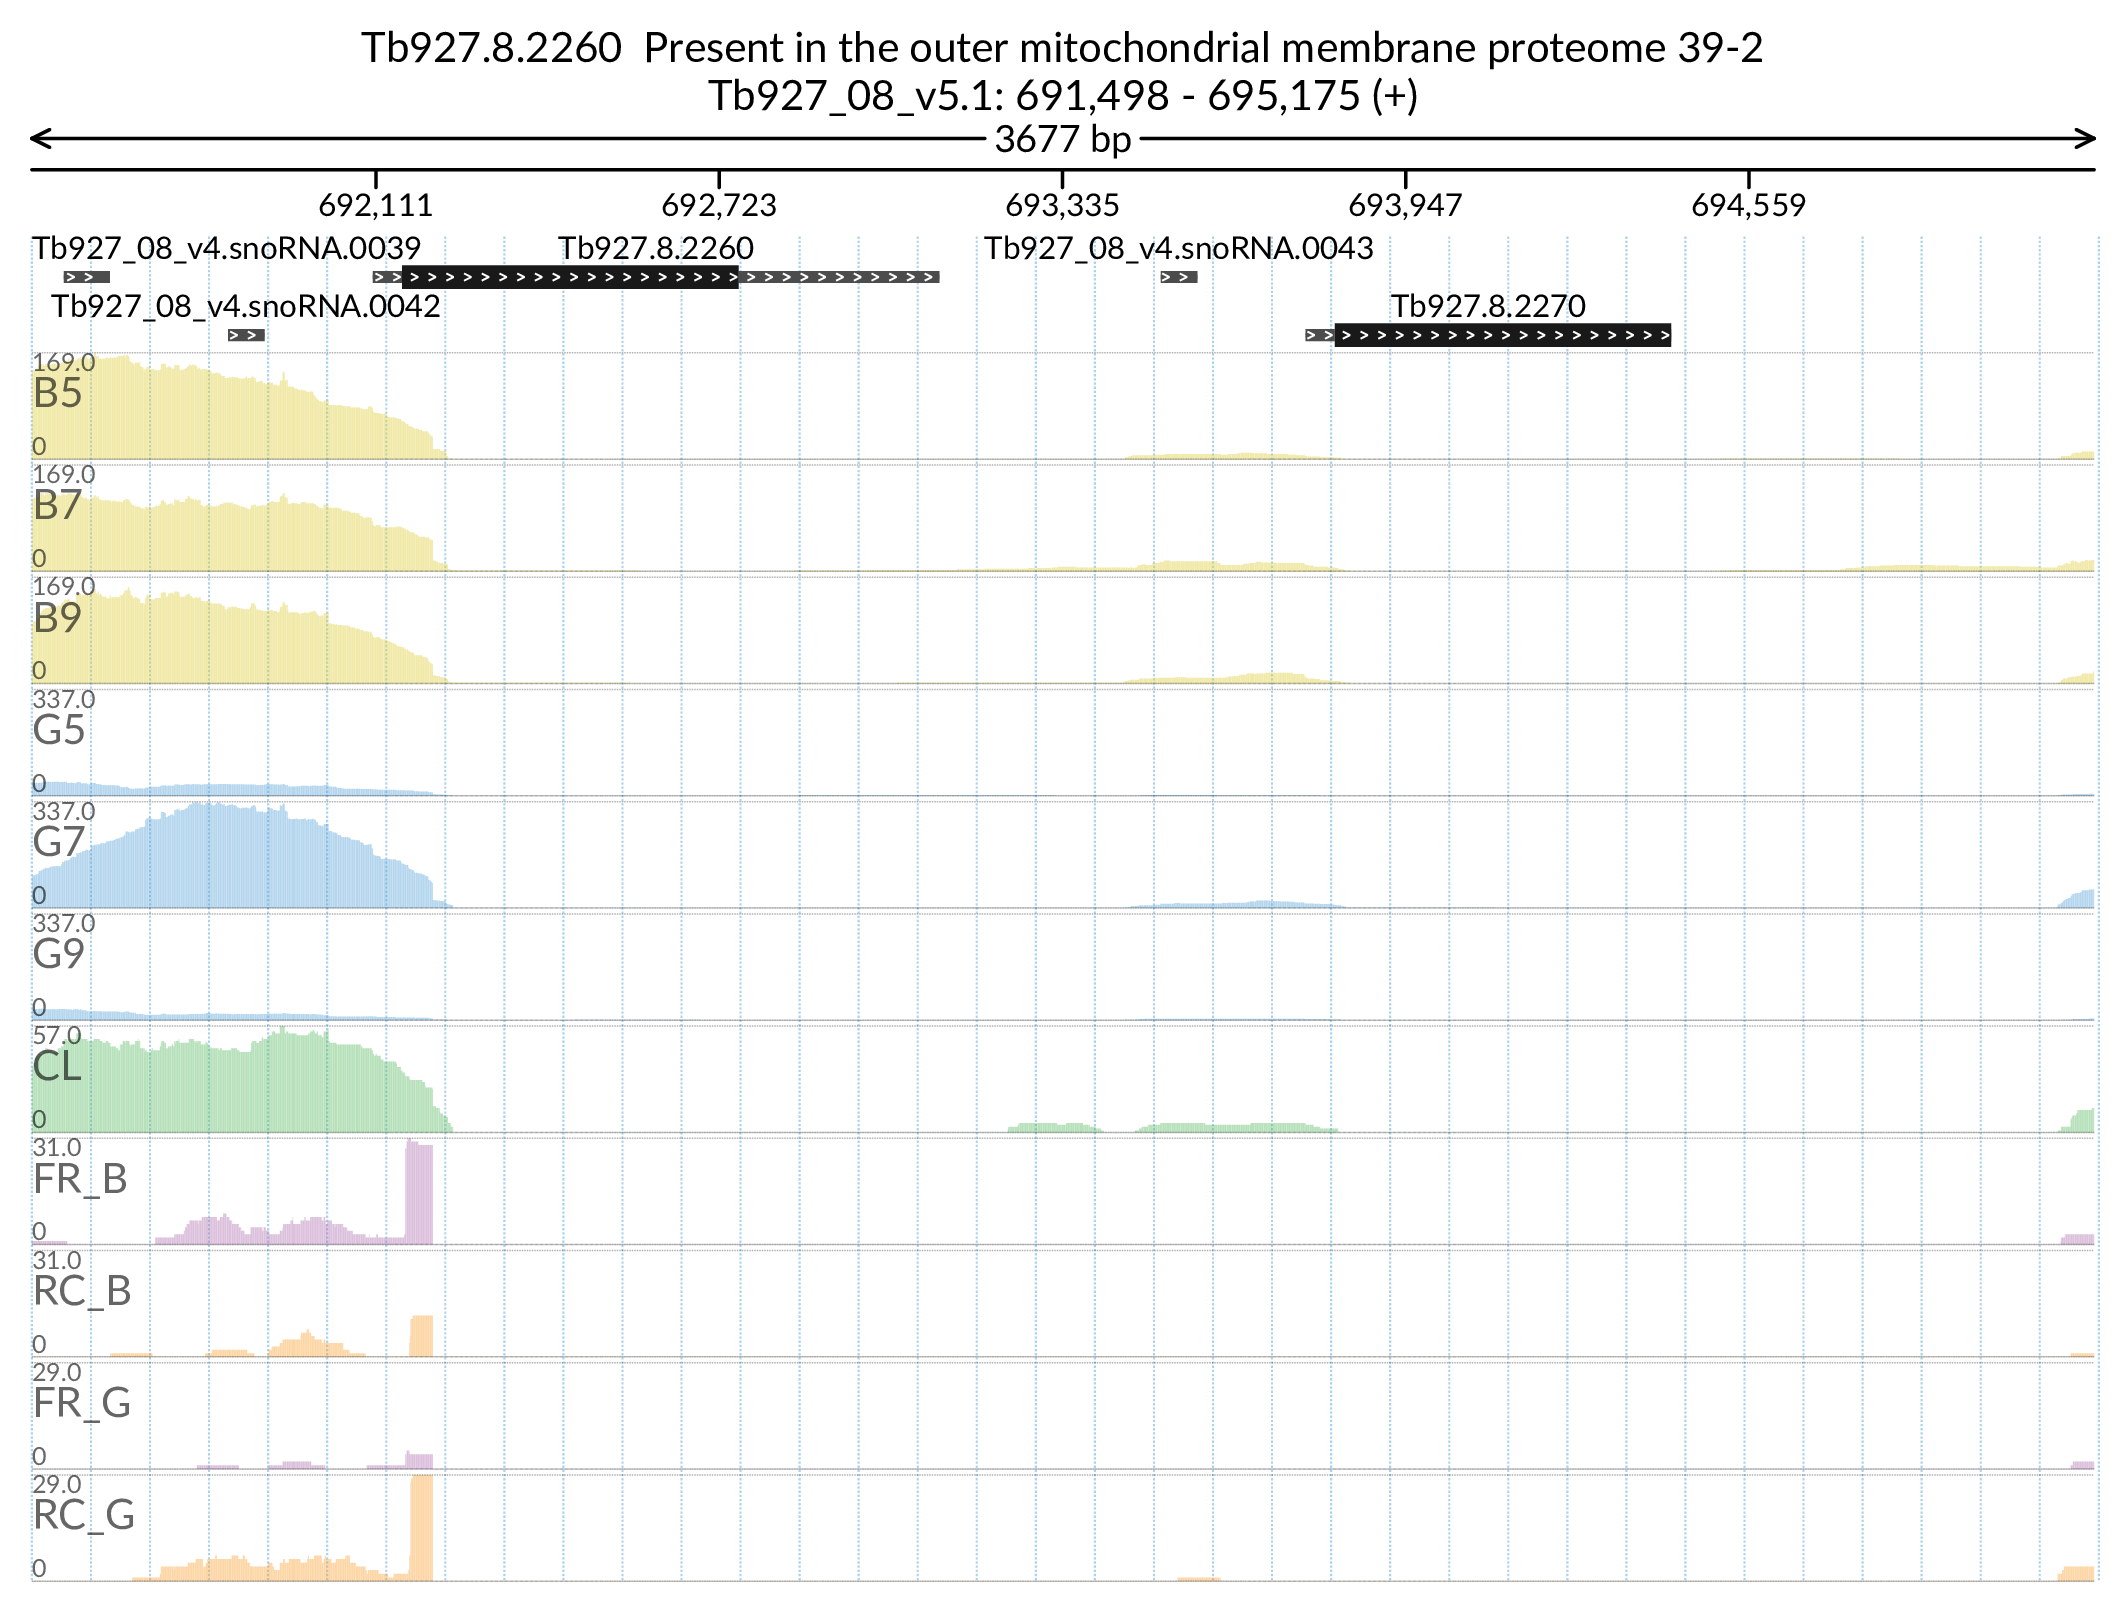 Tb927.8.2260  Present in the outer mitochondrial membrane proteome 39-2
Tb927_08_v5.1: 691,498 - 695,175 (+)
3677 bp
692,111 692,723 693,335 693,947 694,559
Tb927_08_v4.snoRNA.0039 Tb927.8.2260 Tb927_08_v4.snoRNA.0043
Tb927_08_v4.snoRNA.0042 Tb927.8.2270
169.0
B5
0
169.0
B7
0
169.0
B9
0
337.0
G5
0
337.0
G7
0
337.0
G9
0
57.0
CL
0
31.0
FR_B
0
31.0
RC_B
0
29.0
FR_G
0
29.0
RC_G
0